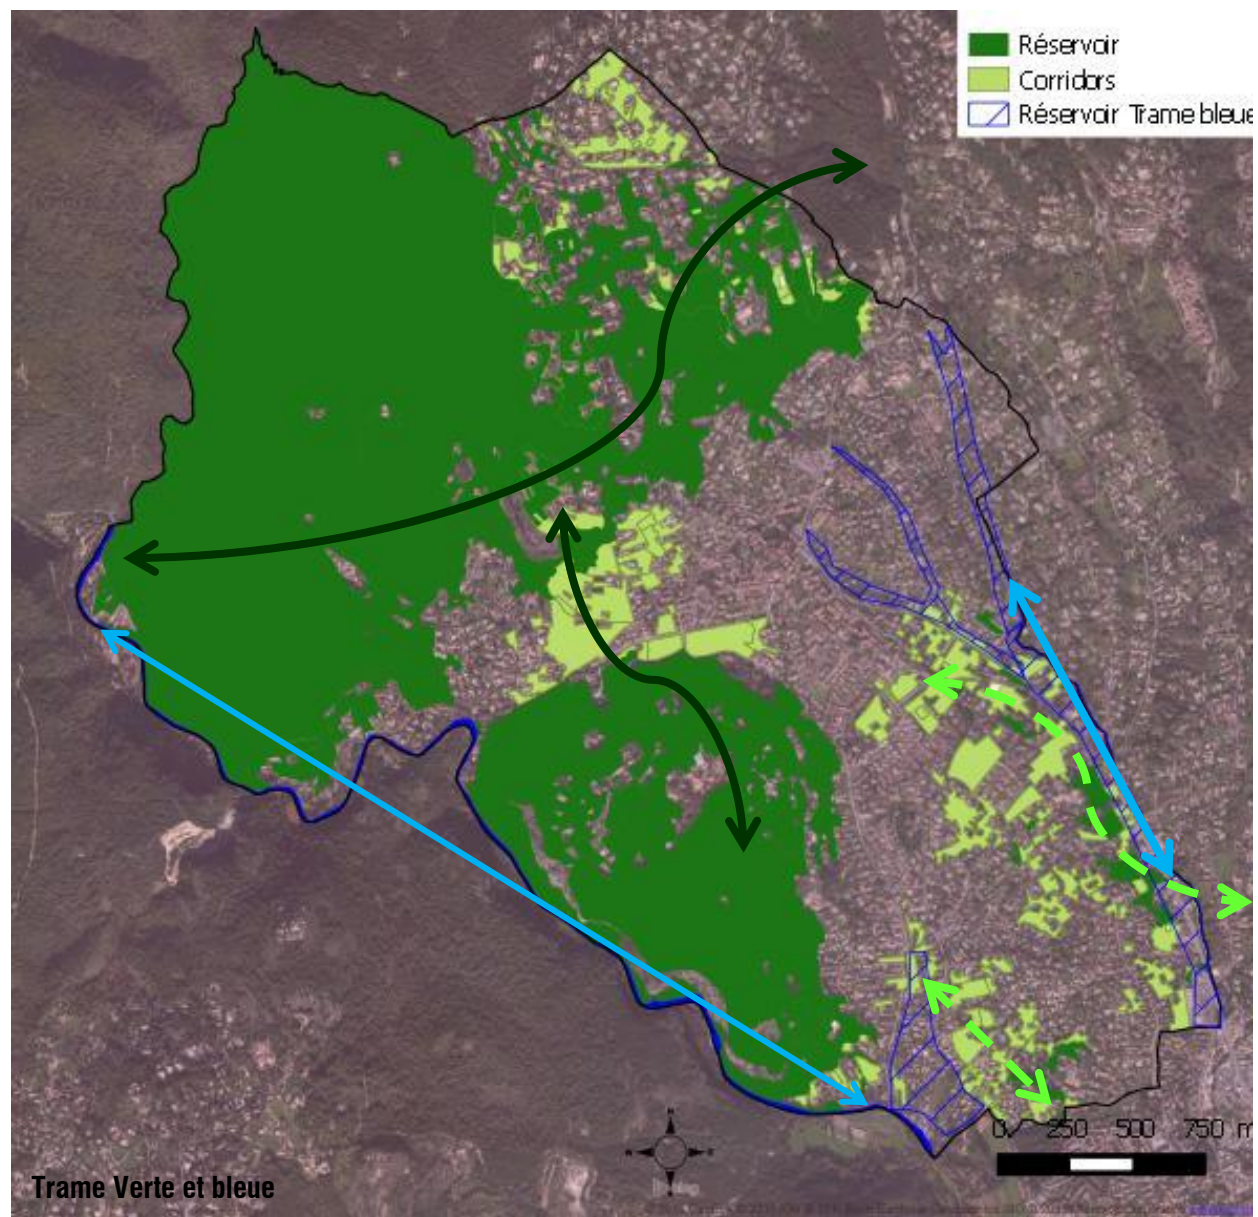 Réservoir
Corridors
Réservoir Trame bleue
0 250 500 750 m
Trame Verte et bleue